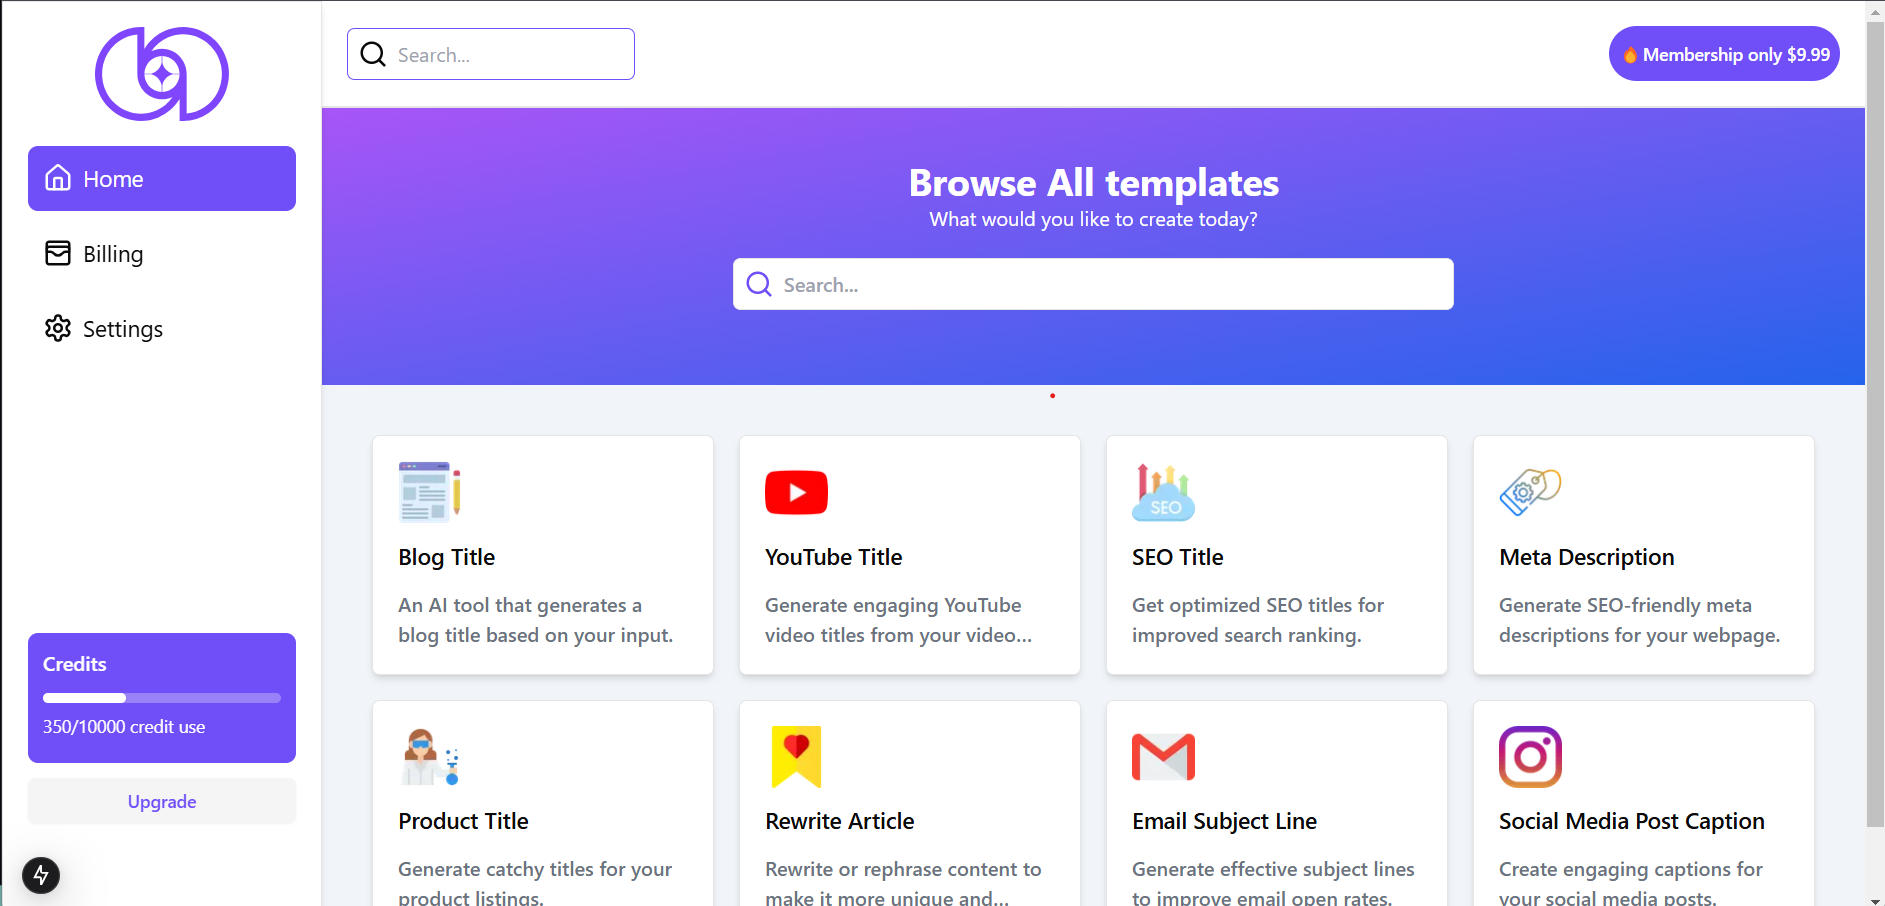 Search...
🔥 Membership only $9.99
Home
Billing
Settings
Credits
350/10000 credit use
Upgrade
Browse All templates
What would you like to create today?
Search...
Blog Title
An AI tool that generates a
blog title based on your input.
YouTube Title
Generate engaging YouTube
video titles from your video...
SEO
SEO Title
Get optimized SEO titles for
improved search ranking.
Meta Description
Generate SEO-friendly meta
descriptions for your webpage.
Product Title
Generate catchy titles for your
product listings.
Rewrite Article
Rewrite or rephrase content to
make it more unique and...
Email Subject Line
Generate effective subject lines
to improve email open rates.
Social Media Post Caption
Create engaging captions for
your social media posts.